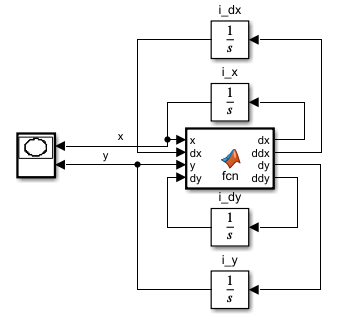 i_dx
1
s
i_x
1
s
x
y
x
dx
y
dy
fcn
dx
ddx
dy
ddy
i_dy
1
s
i_y
1
s